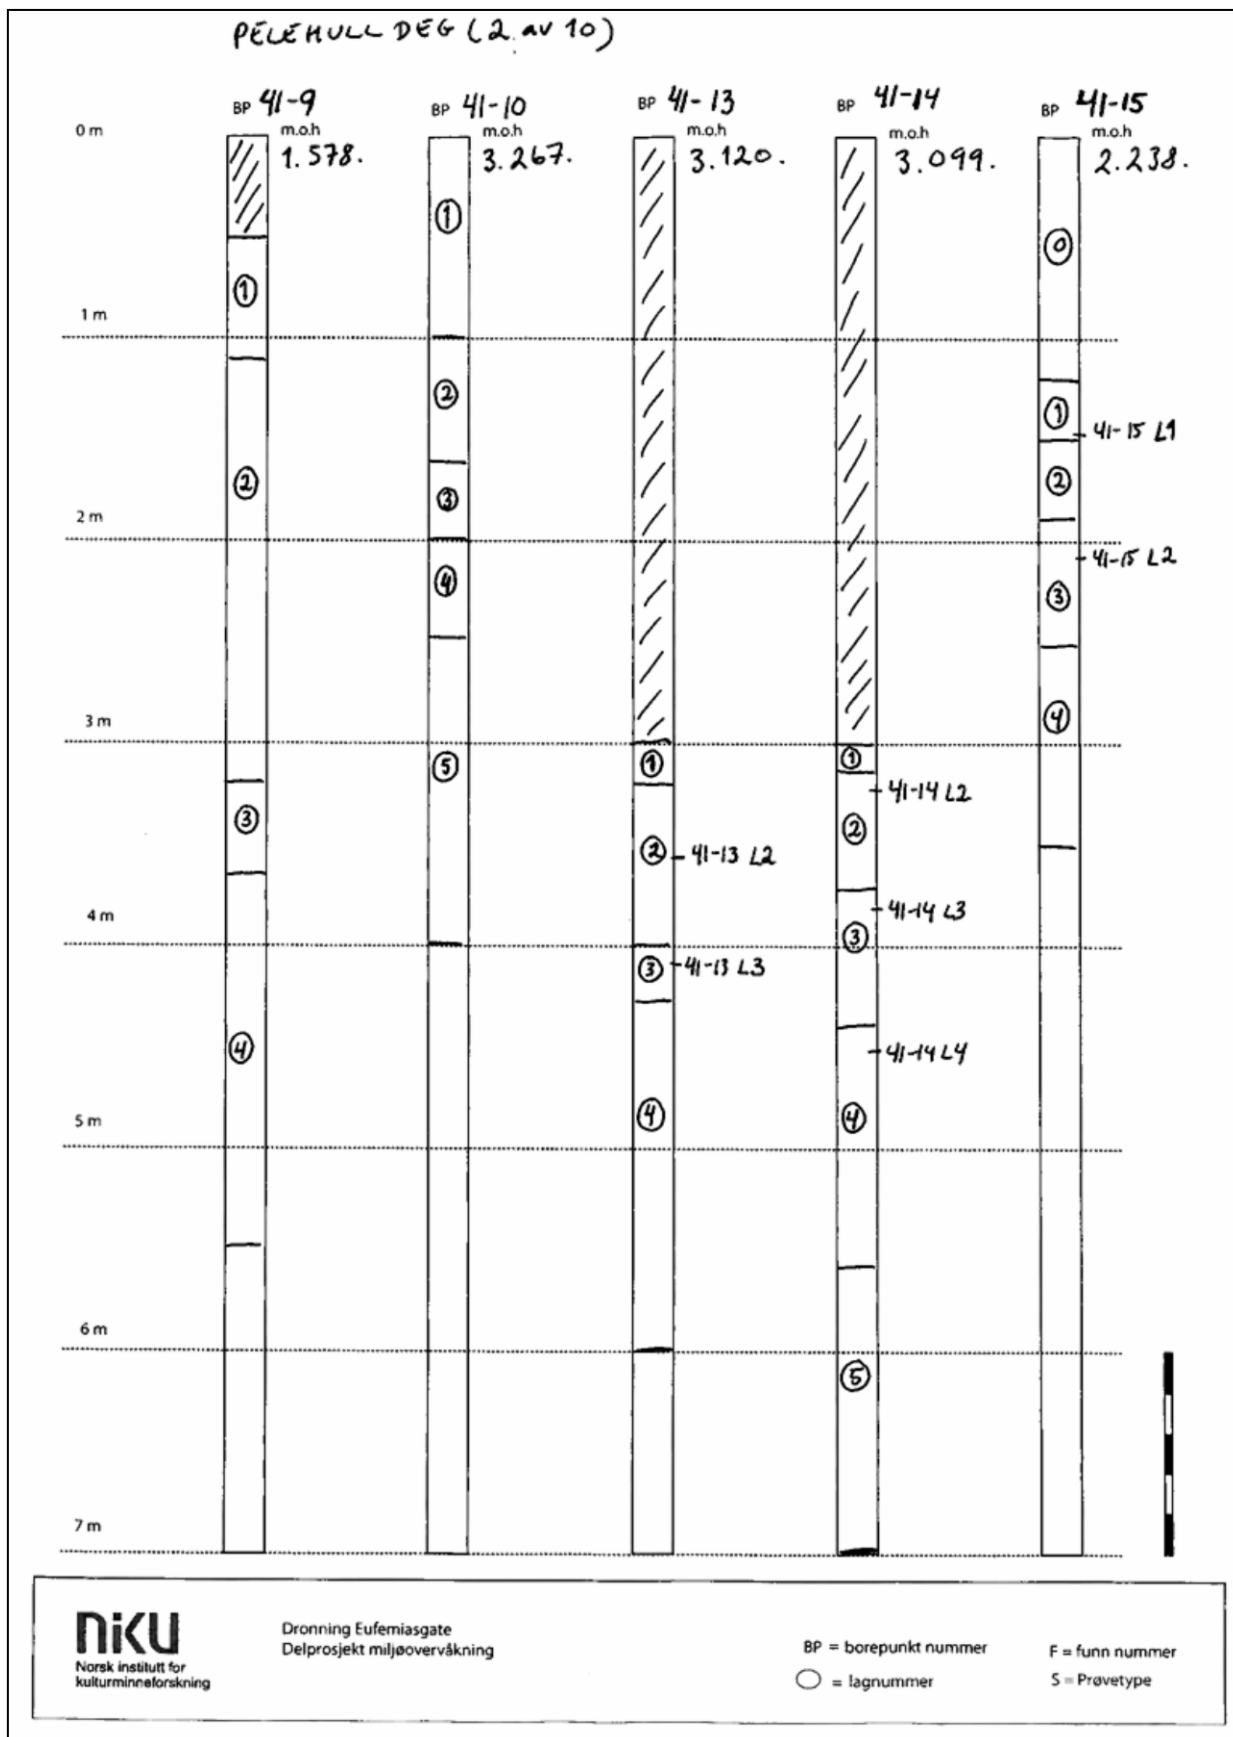 PELEHULL DEG (2 av 10)
BP 41-9
BP 41-10
BP 41-13
BP 41-14
BP 41-15
0 m
m.o.h
m.o.h
m.o.h
m.o.h
m.o.h
1.578.
3.267.
3.120.
3.099.
2.238.
1
0
1
1 m
2
1
41-15 L1
2
3
2
2 m
41-15 L2
4
3
3 m
4
5
1
1
41-14 L2
3
2
2
41-13 L2
4 m
41-14 L3
3
3
41-13 L3
4
41-14 L4
5 m
4
4
6 m
5
7 m
NIKU
Norsk institutt for
kulturminneforskning
Dronning Eufemiasgate
Delprosjekt miljøovervåkning
BP = borepunkt nummer
= lagnummer
F = funn nummer
S = Prøvetype